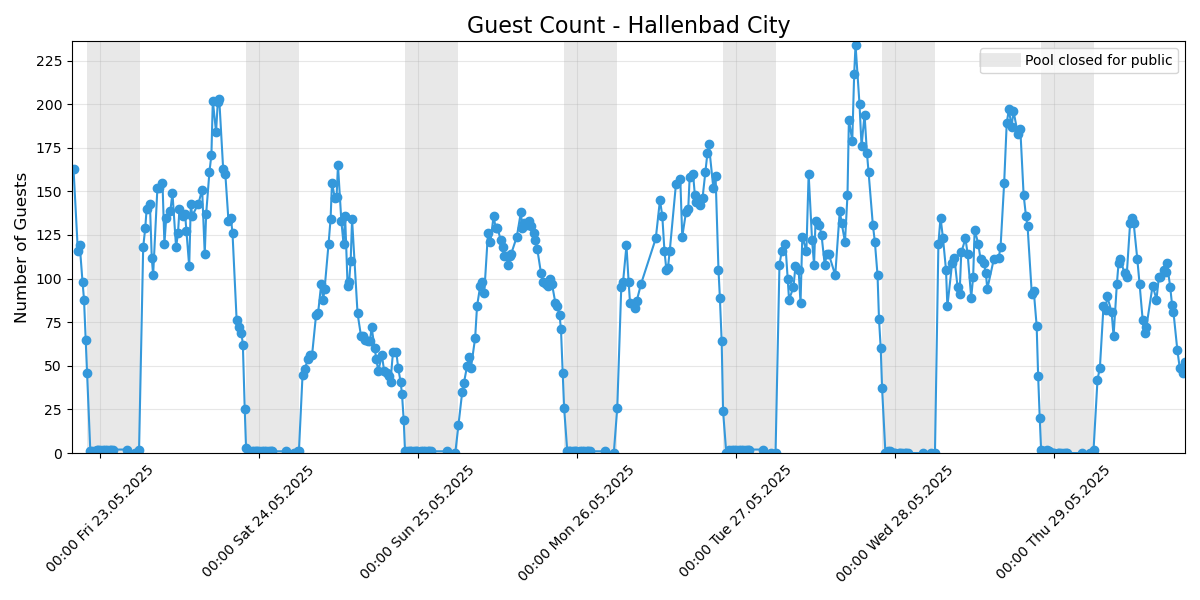 Guest Count - Hallenbad City
Pool closed for public
Number of Guests
225
200
175
150
125
100
75
50
25
0
00:00 Fri 23.05.2025
00:00 Sat 24.05.2025
00:00 Sun 25.05.2025
00:00 Mon 26.05.2025
00:00 Tue 27.05.2025
00:00 Wed 28.05.2025
00:00 Thu 29.05.2025